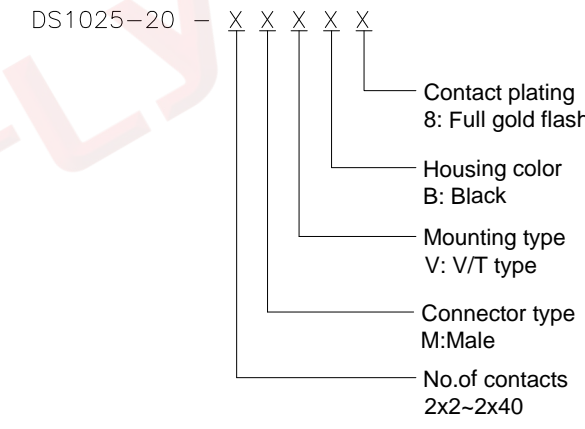 DS1025-20 - X X X X X
Contact plating
8: Full gold flash
Housing color
B: Black
Mounting type
V: V/T type
Connector type
M:Male
No.of contacts
2x2~2x40